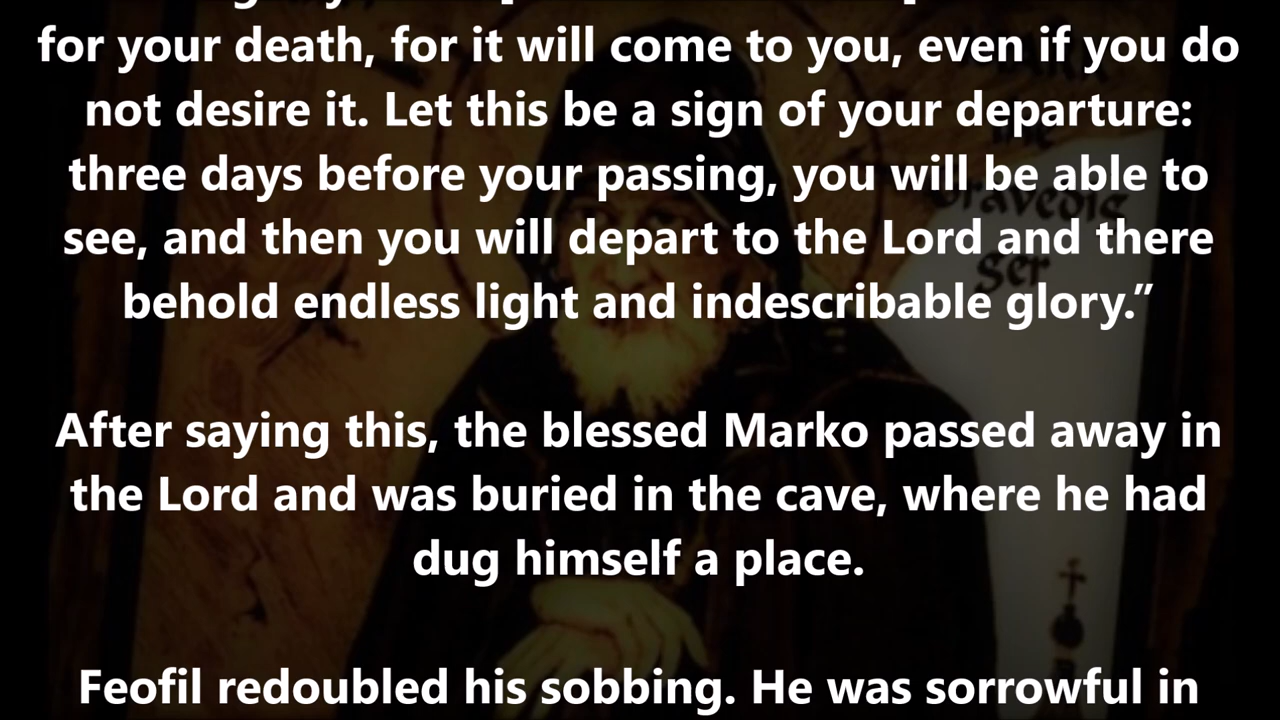 for your death, for it will come to you, even if you do
not desire it. Let this be a sign of your departure:
three days before your passing, you will be able to
see, and then you will depart to the Lord and there
behold endless light and indescribable glory.”
After saying this, the blessed Marko passed away in
the Lord and was buried in the cave, where he had
dug himself a place.
Feofil redoubled his sobbing. He was sorrowful in